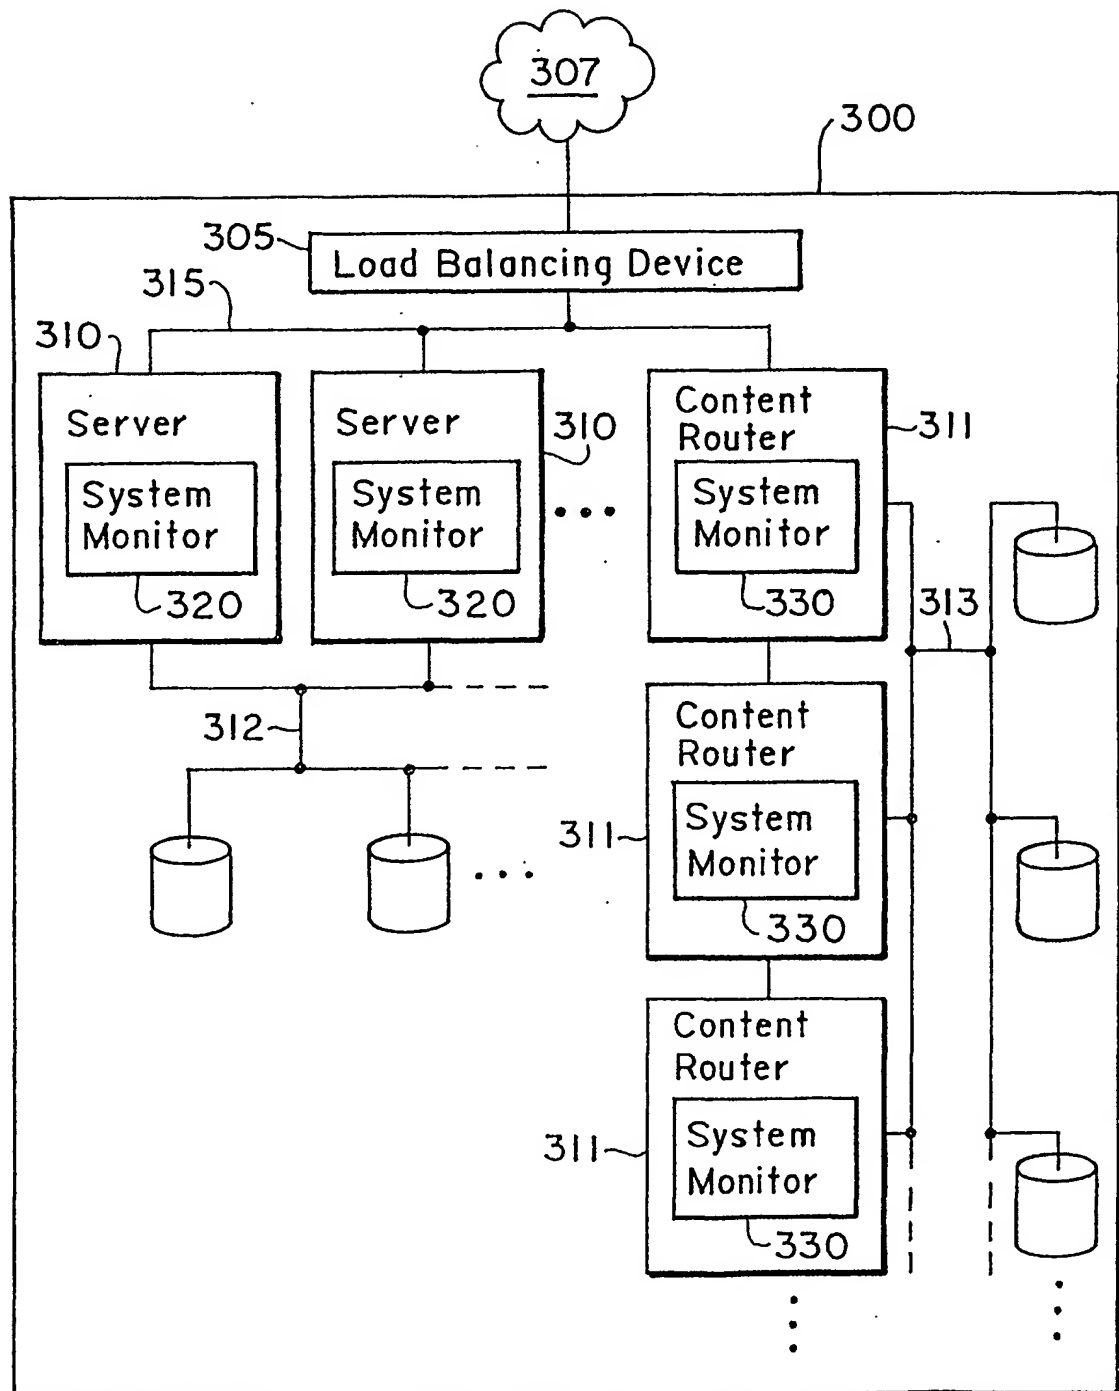 307
300
305
Load Balancing Device
315
310
Server
System
Monitor
320
Server
310
System
Monitor
320
Content
Router
311
System
Monitor
330
313
312
Content
Router
311
System
Monitor
330
Content
Router
311
System
Monitor
330